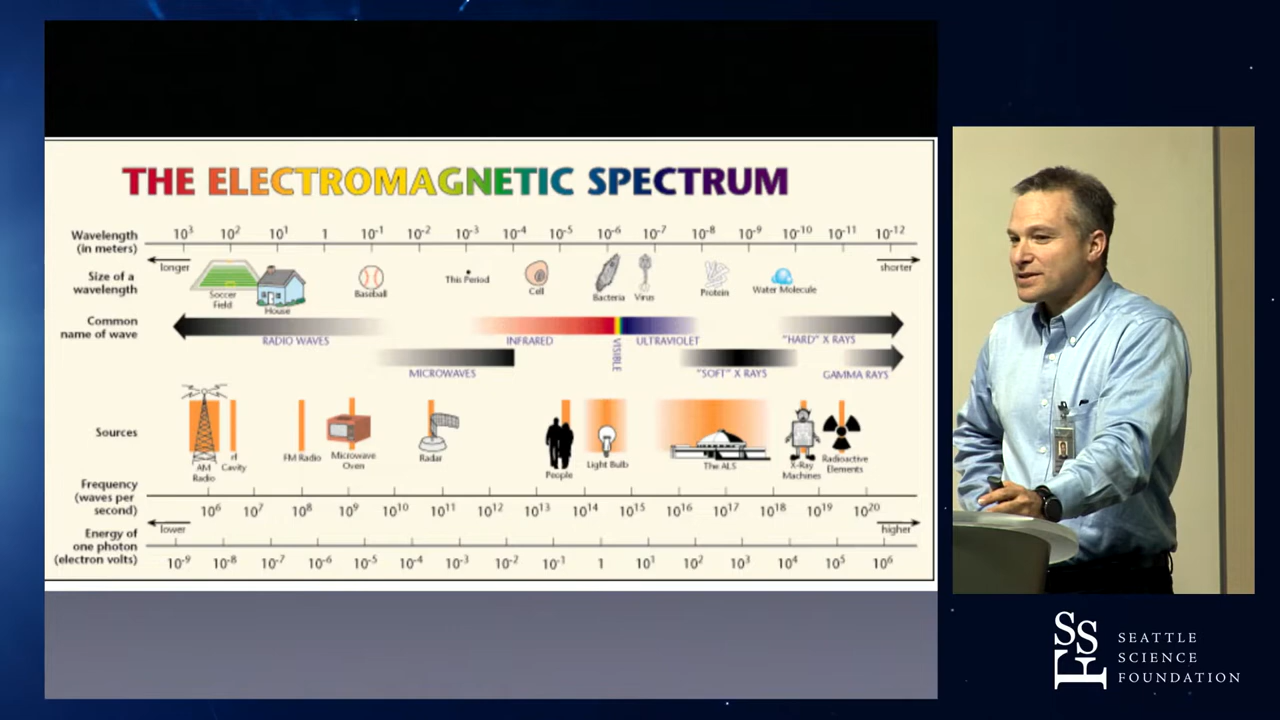 THE ELECTROMAGNETIC SPECTRUM
Wavelength
(in meters)
10³ 10² 10¹ 1 10⁻¹ 10⁻² 10⁻³ 10⁻⁴ 10⁻⁵ 10⁻⁶ 10⁻⁷ 10⁻⁸ 10⁻⁹ 10⁻¹⁰ 10⁻¹¹ 10⁻¹²
longer
shorter
Size of a
wavelength
Soccer
Field
House
Baseball
This Period
Cell
Bacteria
Virus
Protein
Water Molecule
Common
name of wave
RADIO WAVES
INFRARED
VISIBLE
ULTRAVIOLET
"HARD" X RAYS
MICROWAVES
"SOFT" X RAYS
GAMMA RAYS
Sources
AM
Radio
rf
Cavity
FM Radio
Microwave
Oven
Radar
People
Light Bulb
The ALS
X-Ray
Machines
Radioactive
Elements
Frequency
(waves per
second)
10⁶ 10⁷ 10⁸ 10⁹ 10¹⁰ 10¹¹ 10¹² 10¹³ 10¹⁴ 10¹⁵ 10¹⁶ 10¹⁷ 10¹⁸ 10¹⁹ 10²⁰
lower
higher
Energy of
one photon
(electron volts)
10⁻⁹ 10⁻⁸ 10⁻⁷ 10⁻⁶ 10⁻⁵ 10⁻⁴ 10⁻³ 10⁻² 10⁻¹ 1 10¹ 10² 10³ 10⁴ 10⁵ 10⁶
SSF
SEATTLE
SCIENCE
FOUNDATION